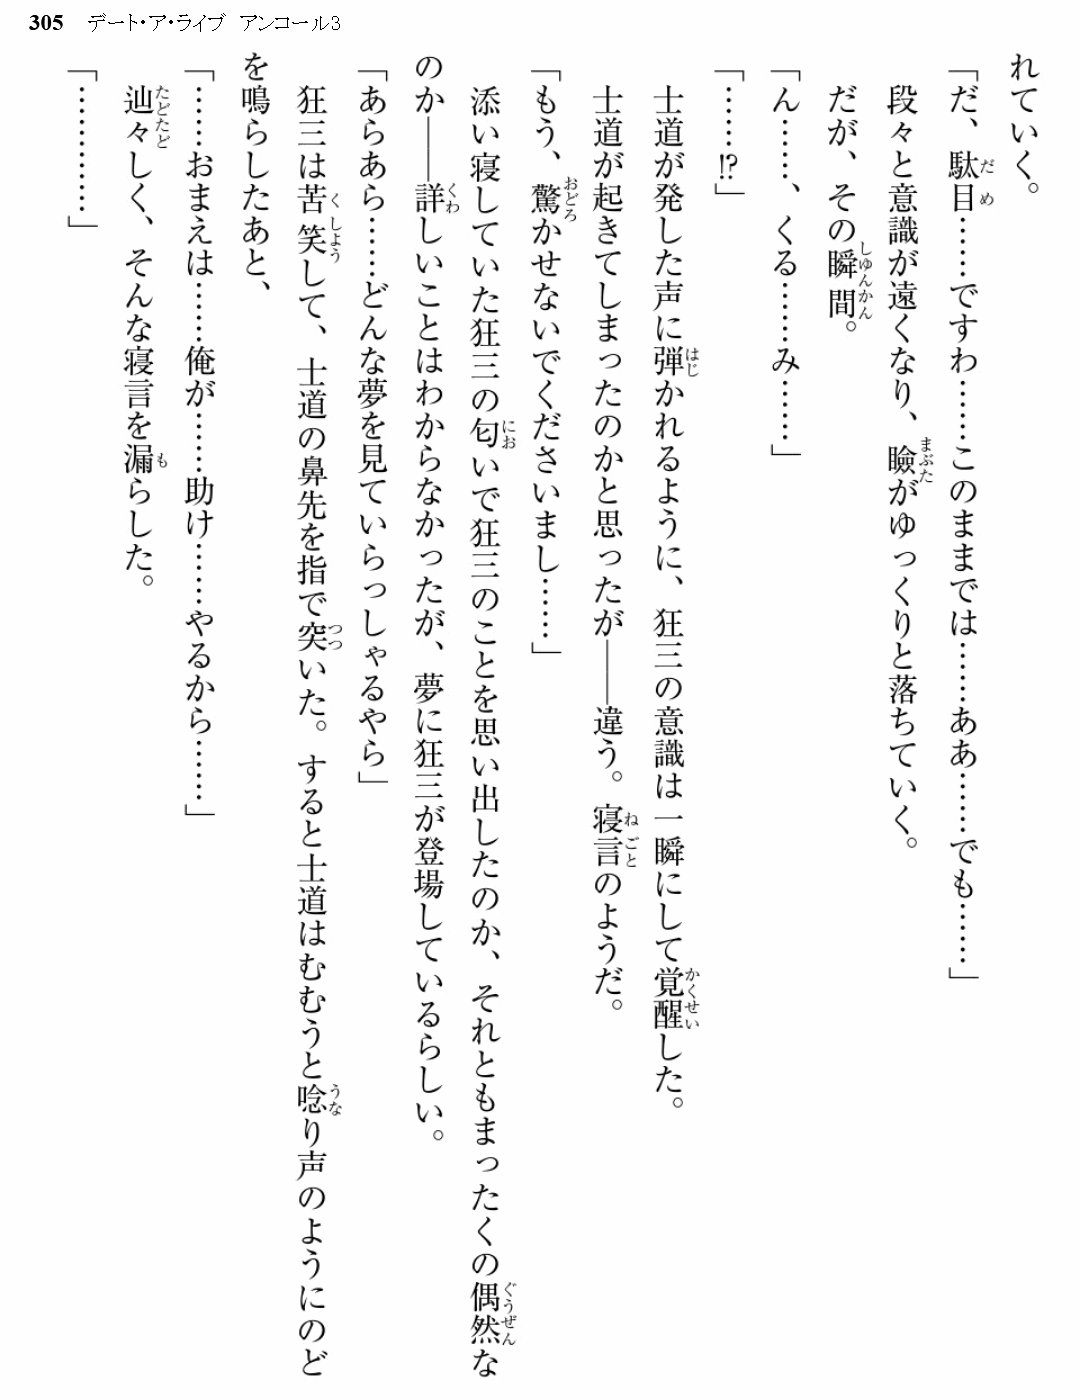 305 デート・ア・ライブ アンコール3
れていく。
「だ、駄目……ですわ……このままでは……ああ……でも……」
段々と意識が遠くなり、瞼がゆっくりと落ちていく。
だが、その瞬間。
「ん……、くる……み……」
「……!?」
士道が発した声に弾かれるように、狂三の意識は一瞬にして覚醒した。
士道が起きてしまったのかと思ったが——違う。寝言のようだ。
「もう、驚かせないでくださいまし……」
添い寝していた狂三の匂いで狂三のことを思い出したのか、それともまったくの偶然な
のか——詳しいことはわからなかったが、夢に狂三が登場しているらしい。
「あらあら……どんな夢を見ていらっしゃるやら」
狂三は苦笑して、士道の鼻先を指で突いた。すると士道はむむうと唸り声のようにのど
を鳴らしたあと、
「……おまえは……俺が……助け……やるから……」
辿々しく、そんな寝言を漏らした。
「…………」